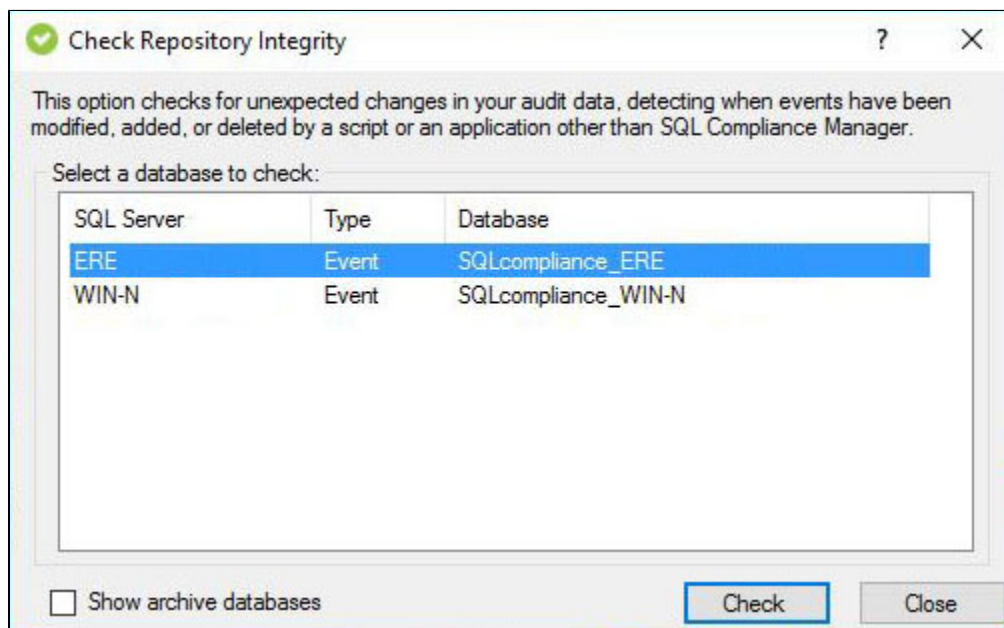 Check Repository Integrity ?
This option checks for unexpected changes in your audit data, detecting when events have been
modified, added, or deleted by a script or an application other than SQL Compliance Manager.
Select a database to check:
SQL Server Type Database
ERE Event SQLcompliance_ERE
WIN-N Event SQLcompliance_WIN-N
Show archive databases Check Close